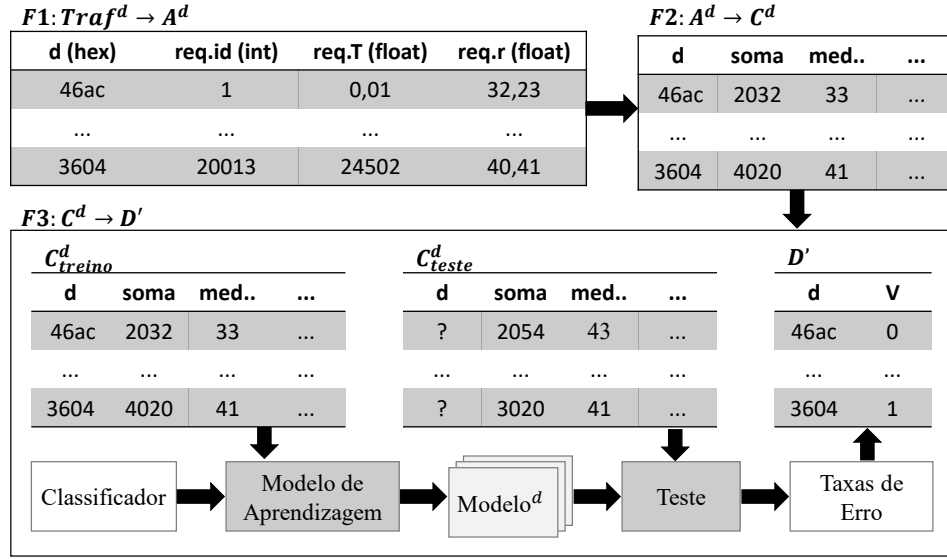 F1: Traf^d → A^d
d (hex) req.id (int) req.T (float) req.r (float)
46ac 1 0,01 32,23
... ... ... ...
3604 20013 24502 40,41
F2: A^d → C^d
d soma med.. ...
46ac 2032 33 ...
... ... ... ...
3604 4020 41 ...
F3: C^d → D'
C^d_treino
d soma med.. ...
46ac 2032 33
... ... ... ...
3604 4020 41 ...
C^d_teste
d soma med.. ...
? 2054 43 ...
... ... ... ...
? 3020 41 ...
D'
d V
46ac 0
... ...
3604 1
Classificador
Modelo de
Aprendizagem
Modelo^d
Teste
Taxas de
Erro